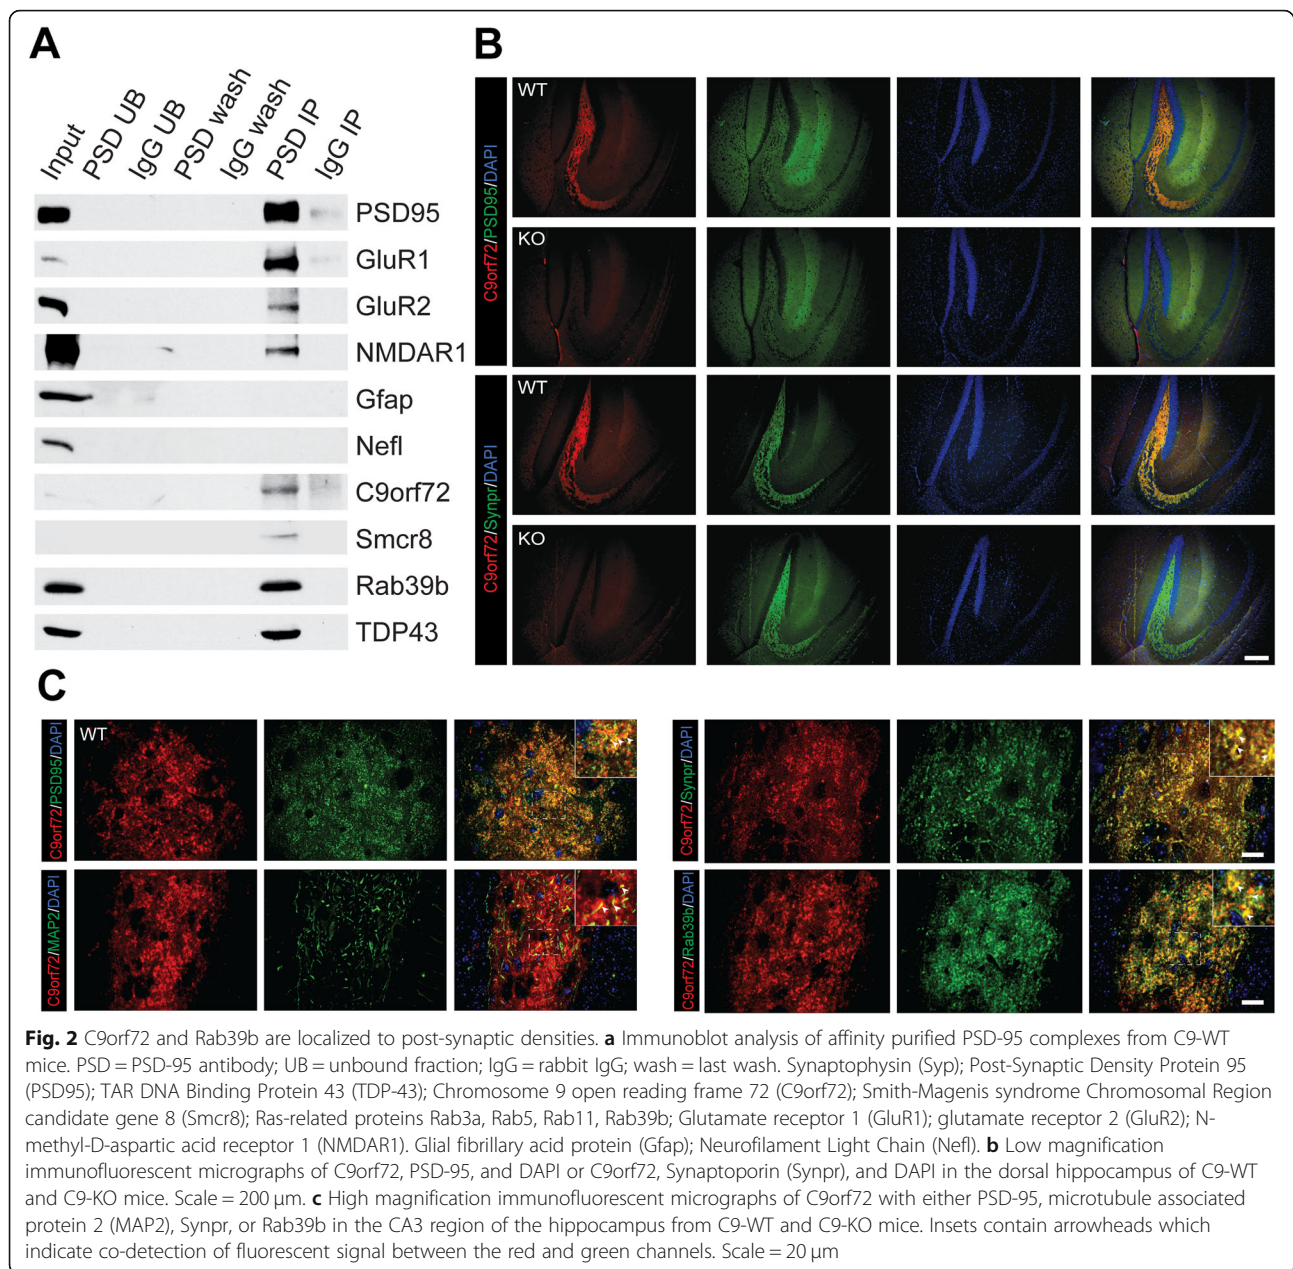 A
Input
PSD UB
IgG UB
PSD wash
IgG wash
PSD IP
IgG IP
PSD95
GluR1
GluR2
NMDAR1
Gfap
Nefl
C9orf72
Smcr8
Rab39b
TDP43
B
C9orf72/PSD95/DAPI
WT
KO
C9orf72/Synpr/DAPI
WT
KO
C
C9orf72/PSD95/DAPI
WT
C9orf72/MAP2/DAPI
C9orf72/Synpr/DAPI
C9orf72/Rab39b/DAPI
Fig. 2 C9orf72 and Rab39b are localized to post-synaptic densities. a Immunoblot analysis of affinity purified PSD-95 complexes from C9-WT
mice. PSD = PSD-95 antibody; UB = unbound fraction; IgG = rabbit IgG; wash = last wash. Synaptophysin (Syp); Post-Synaptic Density Protein 95
(PSD95); TAR DNA Binding Protein 43 (TDP-43); Chromosome 9 open reading frame 72 (C9orf72); Smith-Magenis syndrome Chromosomal Region
candidate gene 8 (Smcr8); Ras-related proteins Rab3a, Rab5, Rab11, Rab39b; Glutamate receptor 1 (GluR1); glutamate receptor 2 (GluR2); N-
methyl-D-aspartic acid receptor 1 (NMDAR1). Glial fibrillary acid protein (Gfap); Neurofilament Light Chain (Nefl). b Low magnification
immunofluorescent micrographs of C9orf72, PSD-95, and DAPI or C9orf72, Synaptoporin (Synpr), and DAPI in the dorsal hippocampus of C9-WT
and C9-KO mice. Scale = 200 μm. c High magnification immunofluorescent micrographs of C9orf72 with either PSD-95, microtubule associated
protein 2 (MAP2), Synpr, or Rab39b in the CA3 region of the hippocampus from C9-WT and C9-KO mice. Insets contain arrowheads which
indicate co-detection of fluorescent signal between the red and green channels. Scale = 20 μm